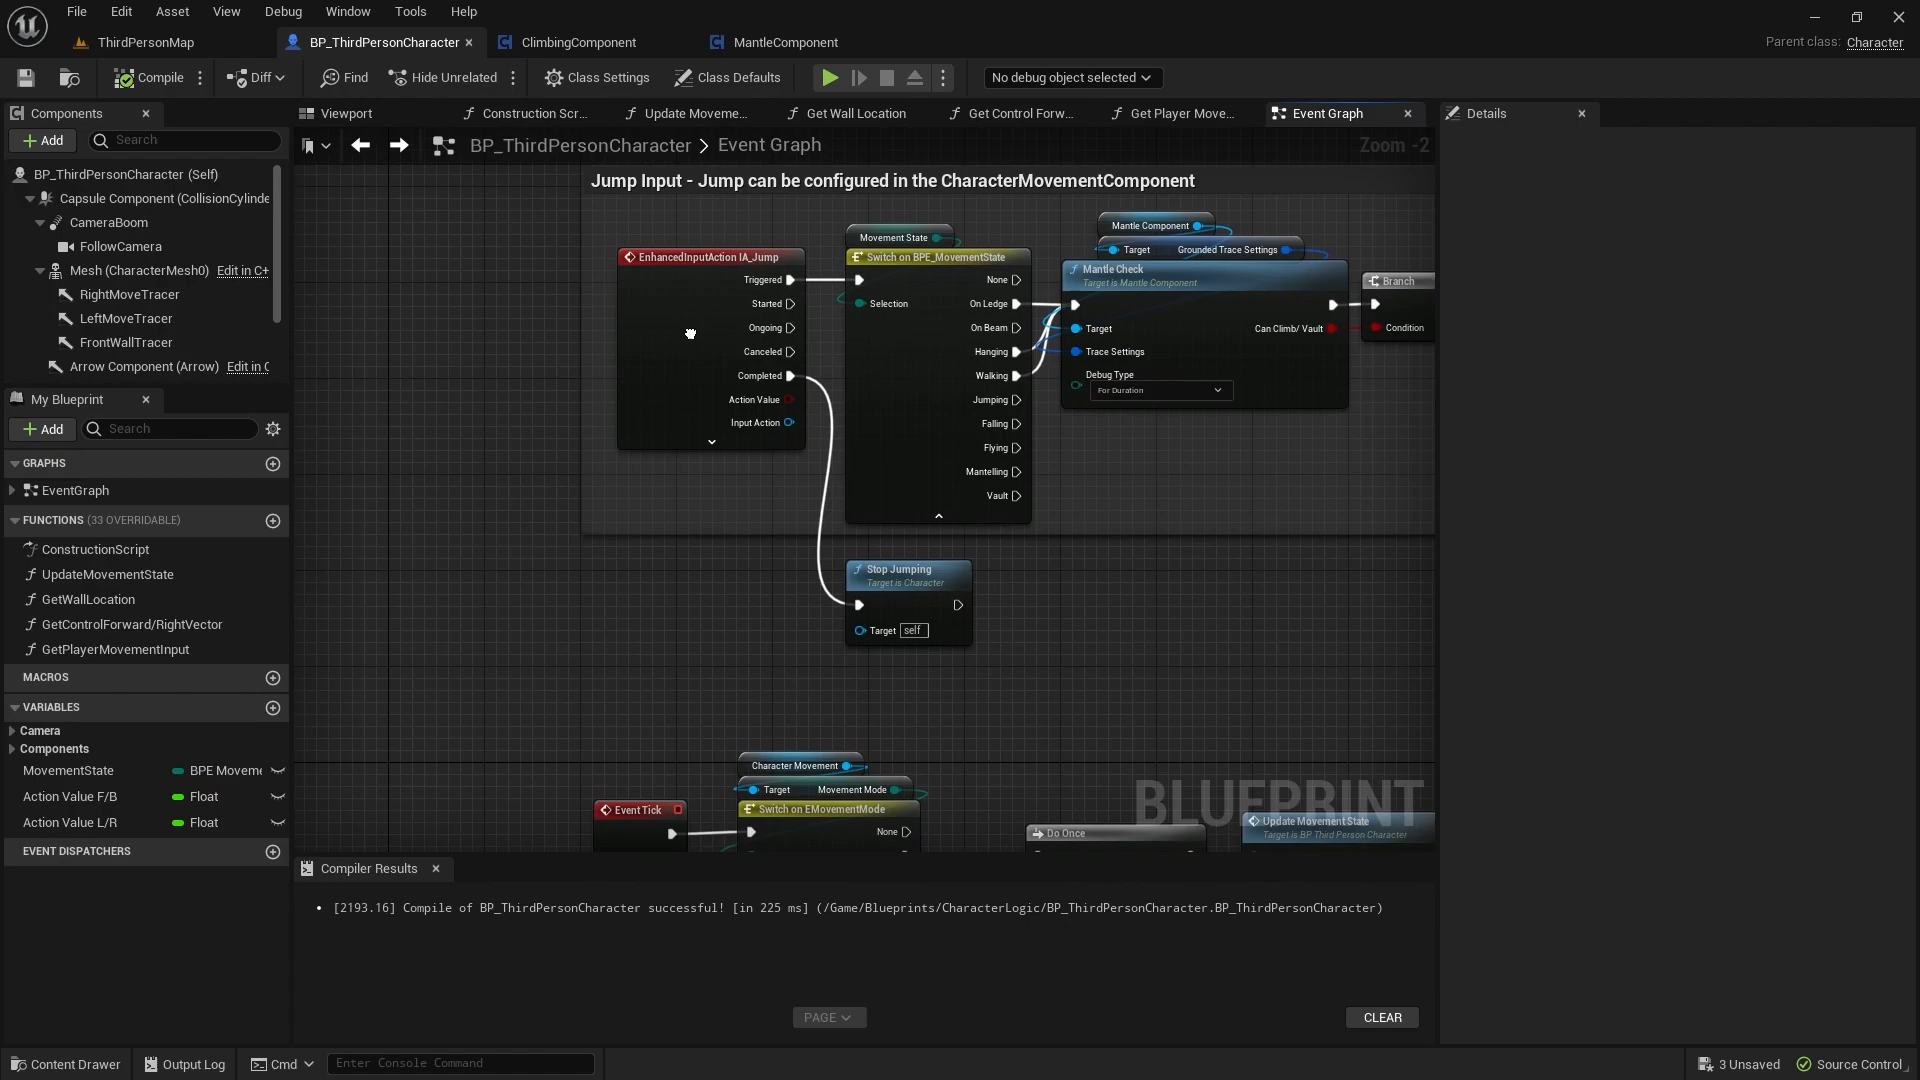 File Edit Asset View Debug Window Tools Help
ThirdPersonMap
BP_ThirdPersonCharacter
ClimbingComponent
MantleComponent
Parent class: Character
Compile
Diff
Find
Hide Unrelated
Class Settings
Class Defaults
No debug object selected
Components
Add
Search
BP_ThirdPersonCharacter (Self)
Capsule Component (CollisionCylinde
CameraBoom
FollowCamera
Mesh (CharacterMesh0) Edit in C+
RightMoveTracer
LeftMoveTracer
FrontWallTracer
Arrow Component (Arrow) Edit in C
My Blueprint
Add
Search
GRAPHS
EventGraph
FUNCTIONS (33 OVERRIDABLE)
ConstructionScript
UpdateMovementState
GetWallLocation
GetControlForward/RightVector
GetPlayerMovementInput
MACROS
VARIABLES
Camera
Components
MovementState BPE Moveme
Action Value F/B Float
Action Value L/R Float
EVENT DISPATCHERS
Viewport
Construction Scr...
Update Moveme...
Get Wall Location
Get Control Forw...
Get Player Move...
Event Graph
BP_ThirdPersonCharacter > Event Graph
Zoom -2
Jump Input - Jump can be configured in the CharacterMovementComponent
EnhancedInputAction IA_Jump
Triggered
Started
Ongoing
Canceled
Completed
Action Value
Input Action
Movement State
Switch on BPE_MovementState
Selection
None
On Ledge
On Beam
Hanging
Walking
Jumping
Falling
Flying
Mantelling
Vault
Mantle Component
Target Grounded Trace Settings
Mantle Check
Target is Mantle Component
Target
Can Climb/ Vault
Trace Settings
Debug Type
For Duration
Branch
Condition
Stop Jumping
Target is Character
Target self
Character Movement
Target Movement Mode
Event Tick
Switch on EMovementMode
None
Do Once
Update Movement State
Target is BP Third Person Character
BLUEPRINT
Details
Compiler Results
[2193.16] Compile of BP_ThirdPersonCharacter successful! [in 225 ms] (/Game/Blueprints/CharacterLogic/BP_ThirdPersonCharacter.BP_ThirdPersonCharacter)
PAGE
CLEAR
Content Drawer
Output Log
Cmd
Enter Console Command
3 Unsaved
Source Control